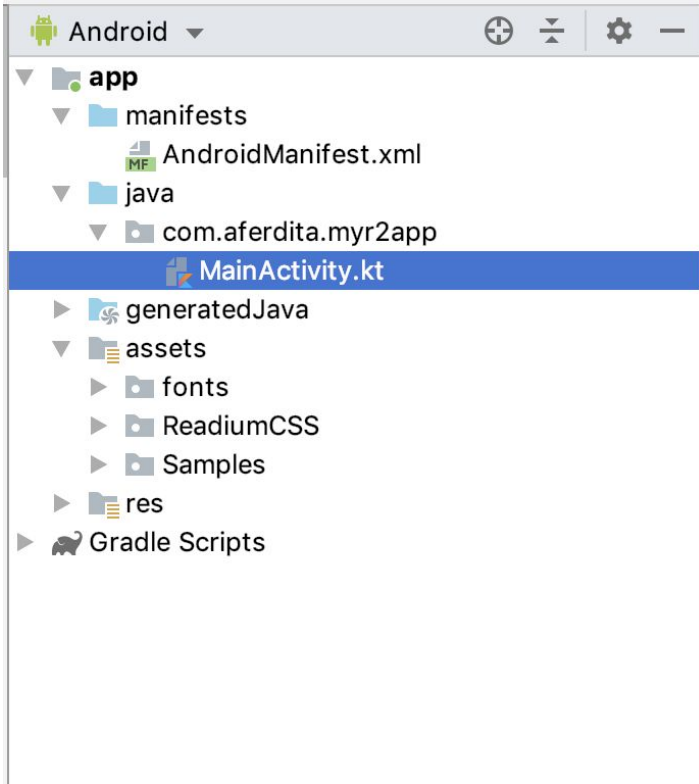 Android
app
manifests
MF AndroidManifest.xml
java
com.aferdita.myr2app
MainActivity.kt
generatedJava
assets
fonts
ReadiumCSS
Samples
res
Gradle Scripts